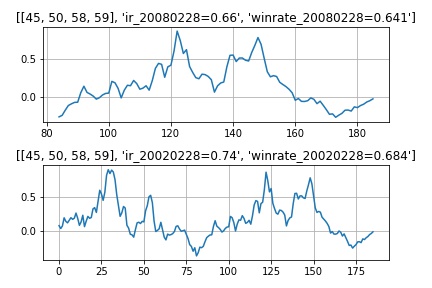 [[45, 50, 58, 59], 'ir_20080228=0.66', 'winrate_20080228=0.641']
0.5
0.0
80 100 120 140 160 180
[[45, 50, 58, 59], 'ir_20020228=0.74', 'winrate_20020228=0.684']
0.5
0.0
0 25 50 75 100 125 150 175